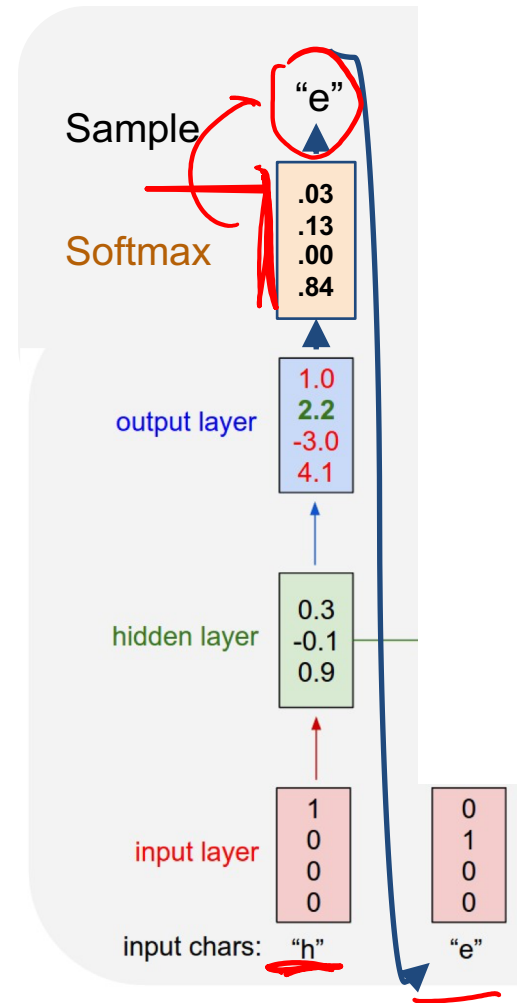 “e”
Sample
.03
.13
Softmax
.00
.84
1.0
output layer
2.2
-3.0
4.1
hidden layer
0.3
-0.1
0.9
input layer
1
0
0
0
0
1
0
0
input chars: “h” “e”